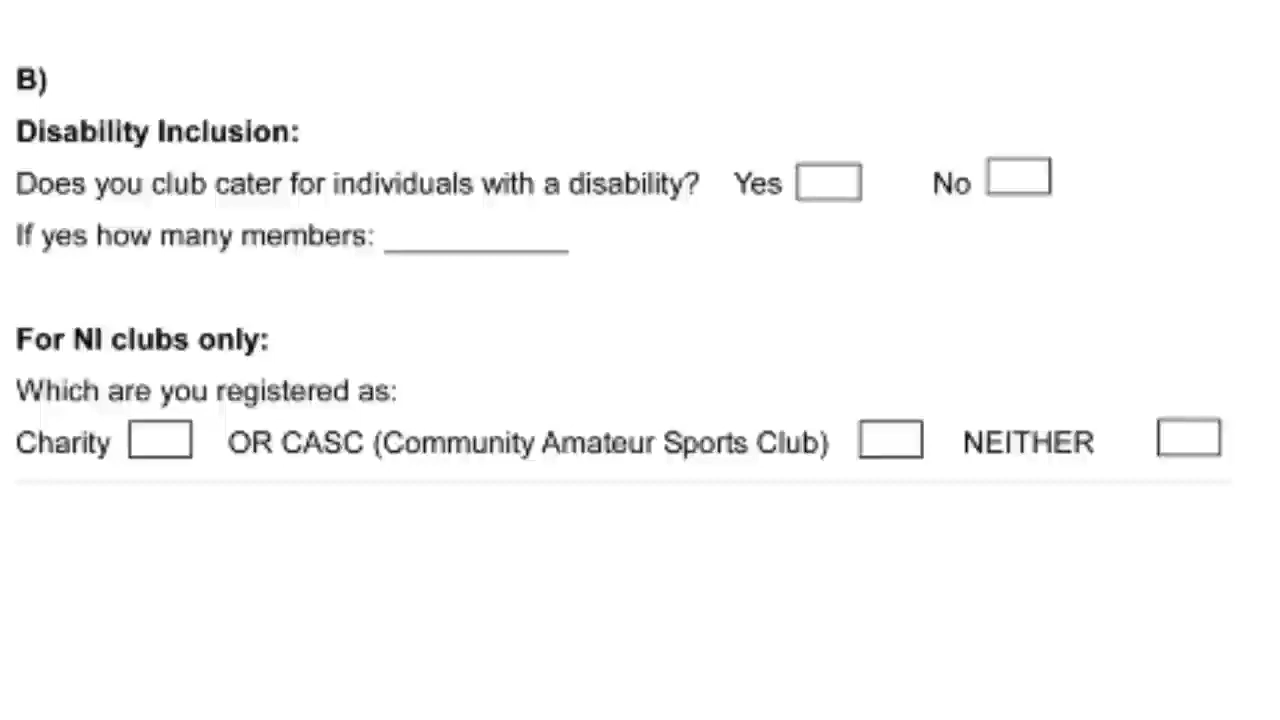 B)
Disability Inclusion:
Does you club cater for individuals with a disability? Yes No
If yes how many members: ___________
For NI clubs only:
Which are you registered as:
Charity OR CASC (Community Amateur Sports Club) NEITHER